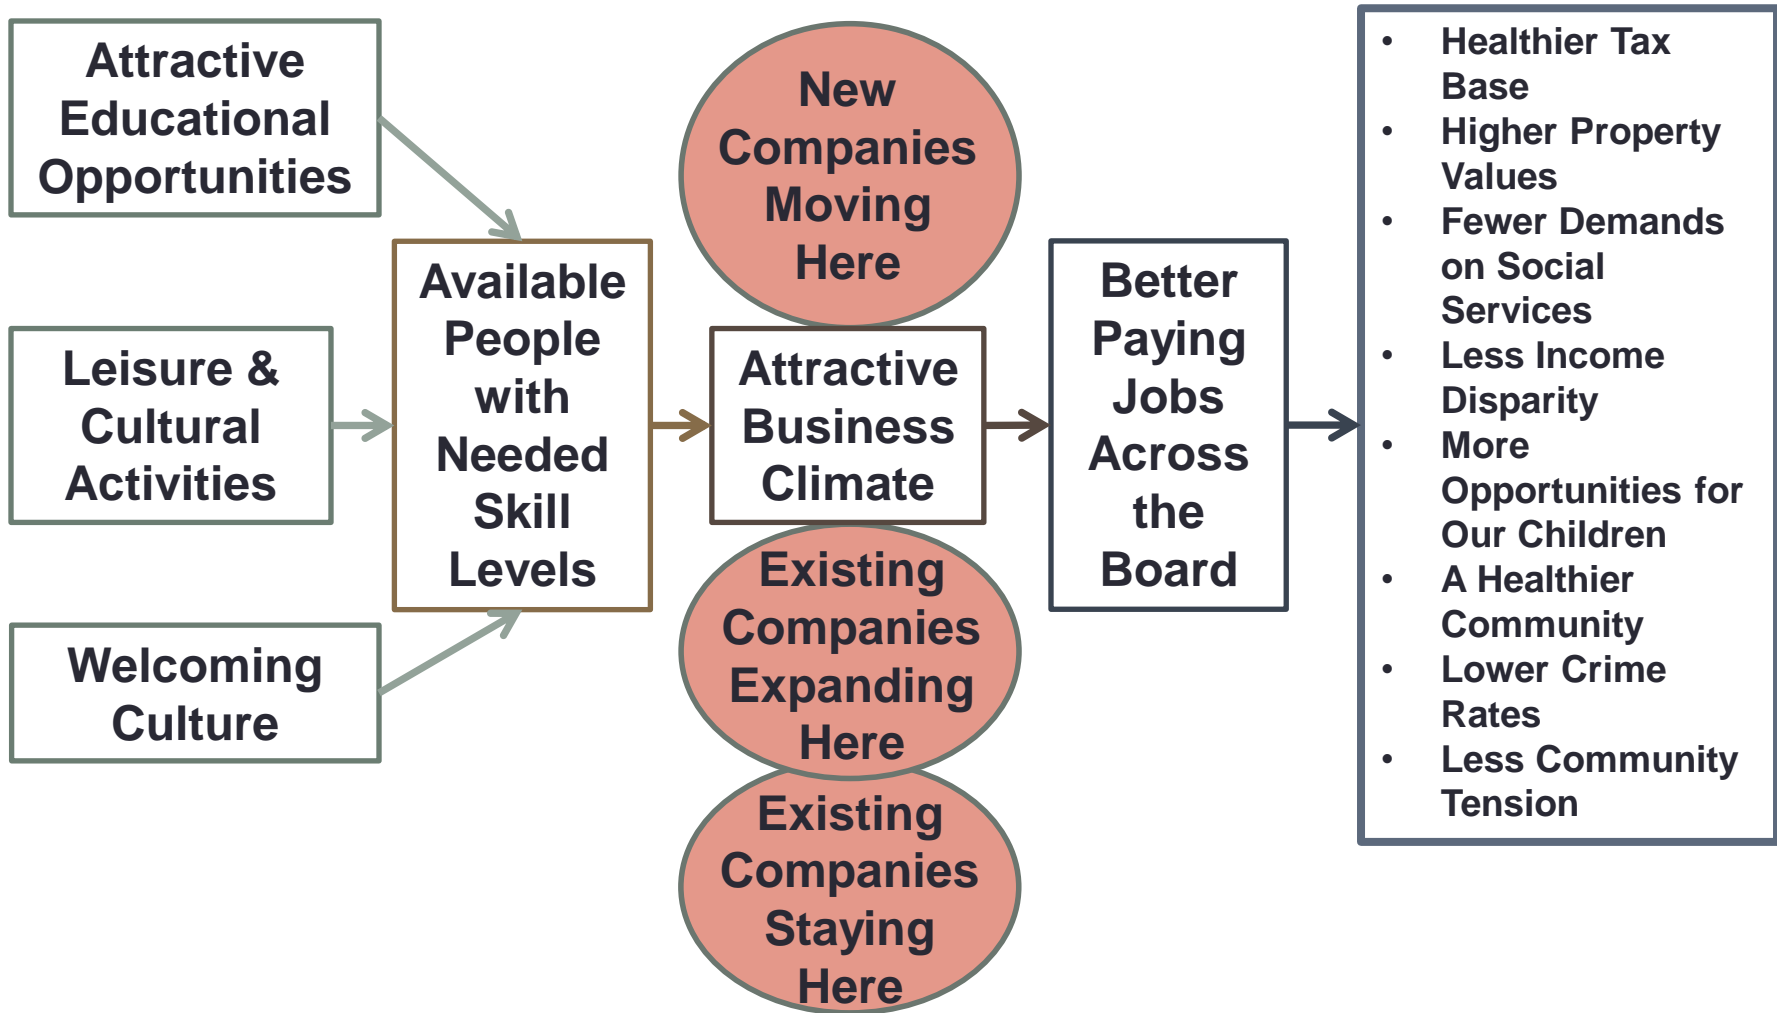 Attractive
Educational
Opportunities
Leisure &
Cultural
Activities
Welcoming
Culture
Available
People
with
Needed
Skill
Levels
New
Companies
Moving
Here
Attractive
Business
Climate
Existing
Companies
Expanding
Here
Existing
Companies
Staying
Here
Better
Paying
Jobs
Across
the
Board
• Healthier Tax
Base
• Higher Property
Values
• Fewer Demands
on Social
Services
• Less Income
Disparity
• More
Opportunities for
Our Children
• A Healthier
Community
• Lower Crime
Rates
• Less Community
Tension